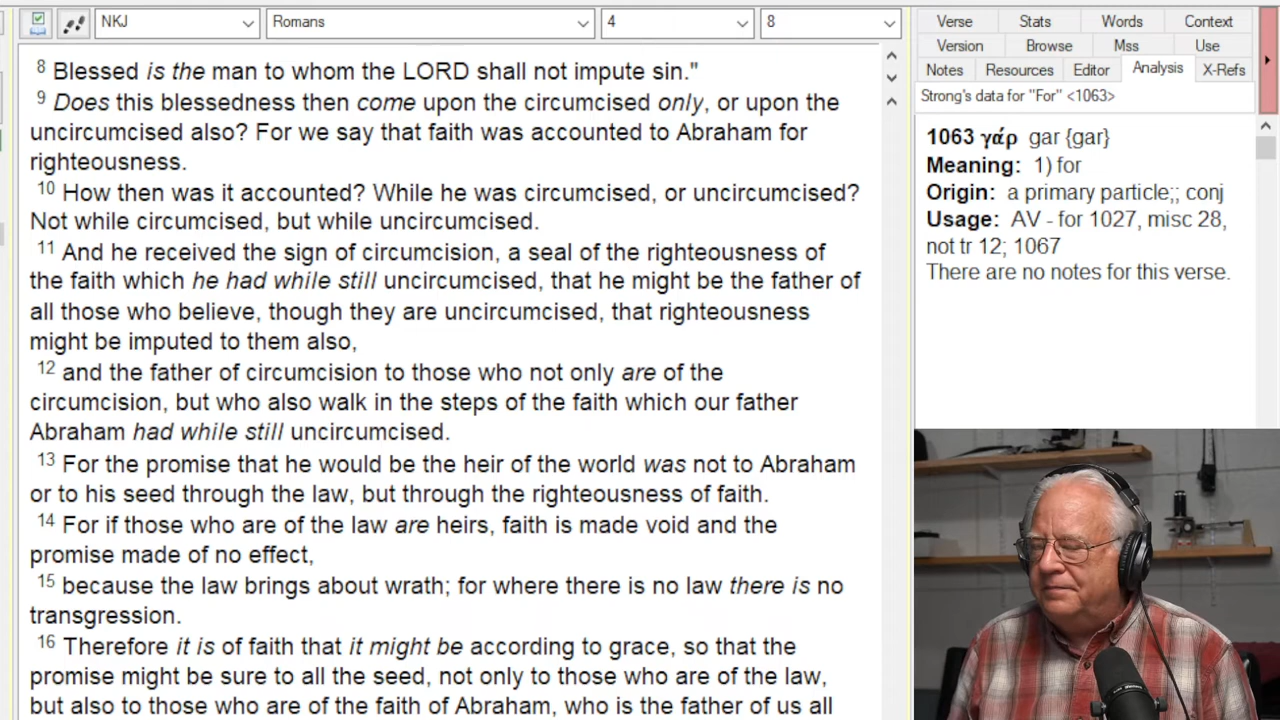 NKJ Romans 4 8
8 Blessed is the man to whom the LORD shall not impute sin."
9 Does this blessedness then come upon the circumcised only, or upon the
uncircumcised also? For we say that faith was accounted to Abraham for
righteousness.
10 How then was it accounted? While he was circumcised, or uncircumcised?
Not while circumcised, but while uncircumcised.
11 And he received the sign of circumcision, a seal of the righteousness of
the faith which he had while still uncircumcised, that he might be the father of
all those who believe, though they are uncircumcised, that righteousness
might be imputed to them also,
12 and the father of circumcision to those who not only are of the
circumcision, but who also walk in the steps of the faith which our father
Abraham had while still uncircumcised.
13 For the promise that he would be the heir of the world was not to Abraham
or to his seed through the law, but through the righteousness of faith.
14 For if those who are of the law are heirs, faith is made void and the
promise made of no effect,
15 because the law brings about wrath; for where there is no law there is no
transgression.
16 Therefore it is of faith that it might be according to grace, so that the
promise might be sure to all the seed, not only to those who are of the law,
but also to those who are of the faith of Abraham, who is the father of us all
Verse Stats Words Context
Version Browse Mss Use
Notes Resources Editor Analysis X-Refs
Strong's data for "For" <1063>
1063 γάρ gar {gar}
Meaning: 1) for
Origin: a primary particle;; conj
Usage: AV - for 1027, misc 28,
not tr 12; 1067
There are no notes for this verse.